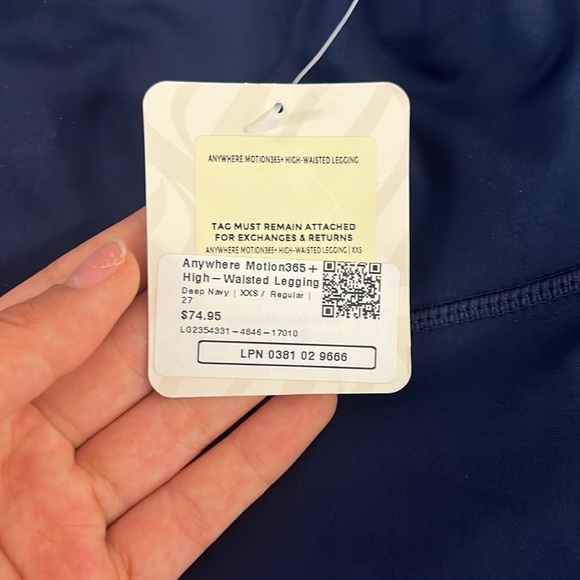 ANYWHERE MOTION365+ HIGH-WAISTED LEGGING
TAG MUST REMAIN ATTACHED
FOR EXCHANGES & RETURNS
ANYWHERE MOTION365+ HIGH-WAISTED LEGGING | XXS
Anywhere Motion365+
High-Waisted Legging
Deep Navy | XXS / Regular |
27
$74.95
LG2354331-4846-17010
LPN 0381 02 9666